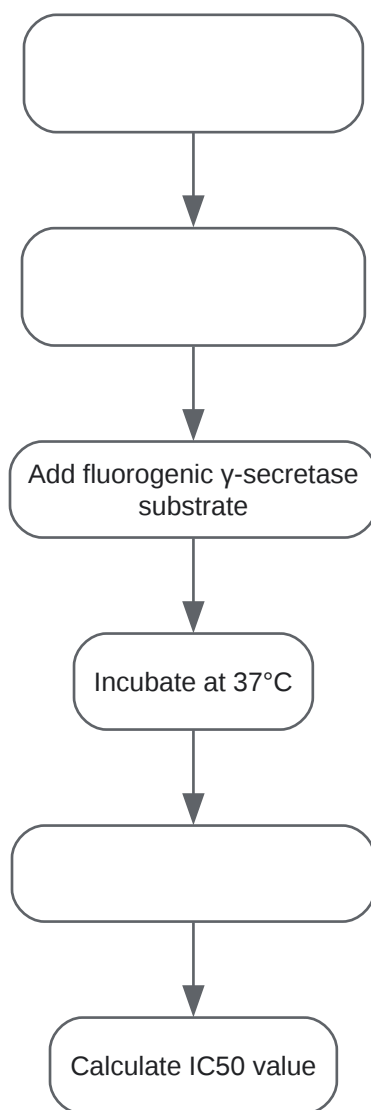 Add fluorogenic γ-secretase
substrate
Incubate at 37°C
Calculate IC50 value